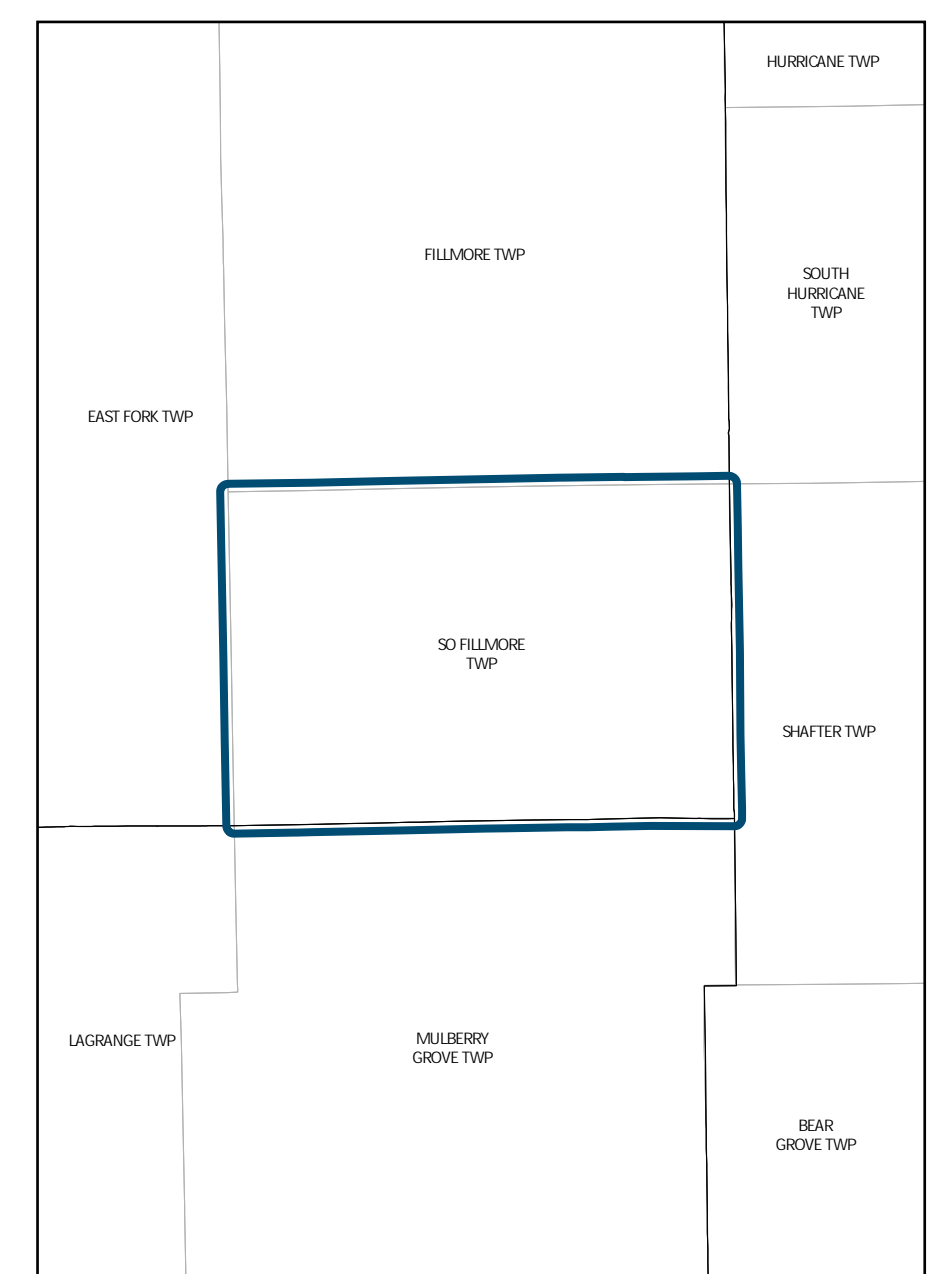 HURRICANE TWP
FILLMORE TWP
SOUTH
HURRICANE
TWP
EAST FORK TWP
SO FILLMORE
TWP
SHAFTER TWP
LAGRANGE TWP
MULBERRY
GROVE TWP
BEAR
GROVE TWP